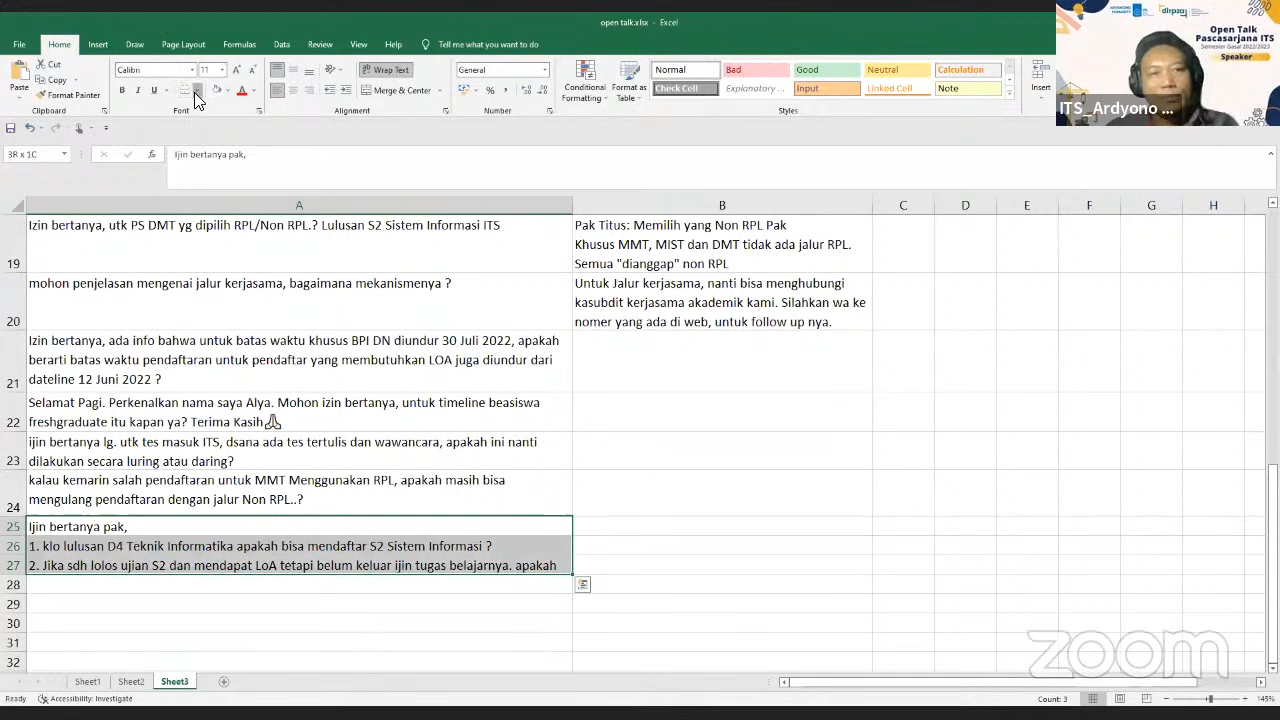 open talk.xlsx - Excel
File Home Insert Draw Page Layout Formulas Data Review View Help Tell me what you want to do
Cut
Copy
Format Painter
Paste
Clipboard
Calibri 11
B I U
Font
Wrap Text
Merge & Center
Alignment
General
Number
Conditional Formatting
Format as Table
Normal Bad Good Neutral Calculation
Check Cell Explanatory ... Input Linked Cell Note
Styles
Insert
ADVANCING HUMANITY
dirppa
Open Talk
Pascasarjana ITS
Semester Gasal 2022/2023
Speaker
ITS_Ardyono ...
3R x 1C
fx
Ijin bertanya pak,
A B C D E F G H
19 Izin bertanya, utk PS DMT yg dipilih RPL/Non RPL.? Lulusan S2 Sistem Informasi ITS
Pak Titus: Memilih yang Non RPL Pak
Khusus MMT, MIST dan DMT tidak ada jalur RPL.
Semua "dianggap" non RPL
20 mohon penjelasan mengenai jalur kerjasama, bagaimana mekanismenya ?
Untuk Jalur kerjasama, nanti bisa menghubungi
kasubdit kerjasama akademik kami. Silahkan wa ke
nomer yang ada di web, untuk follow up nya.
21 Izin bertanya, ada info bahwa untuk batas waktu khusus BPI DN diundur 30 Juli 2022, apakah
berarti batas waktu pendaftaran untuk pendaftar yang membutuhkan LOA juga diundur dari
dateline 12 Juni 2022 ?
22 Selamat Pagi. Perkenalkan nama saya Alya. Mohon izin bertanya, untuk timeline beasiswa
freshgraduate itu kapan ya? Terima Kasih🙏
23 ijin bertanya lg. utk tes masuk ITS, dsana ada tes tertulis dan wawancara, apakah ini nanti
dilakukan secara luring atau daring?
24 kalau kemarin salah pendaftaran untuk MMT Menggunakan RPL, apakah masih bisa
mengulang pendaftaran dengan jalur Non RPL..?
25 Ijin bertanya pak,
26 1. klo lulusan D4 Teknik Informatika apakah bisa mendaftar S2 Sistem Informasi ?
27 2. Jika sdh lolos ujian S2 dan mendapat LoA tetapi belum keluar ijin tugas belajarnya. apakah
28
29
30
31
32
zoom
Sheet1 Sheet2 Sheet3
Ready Accessibility: Investigate
Count: 3
145%